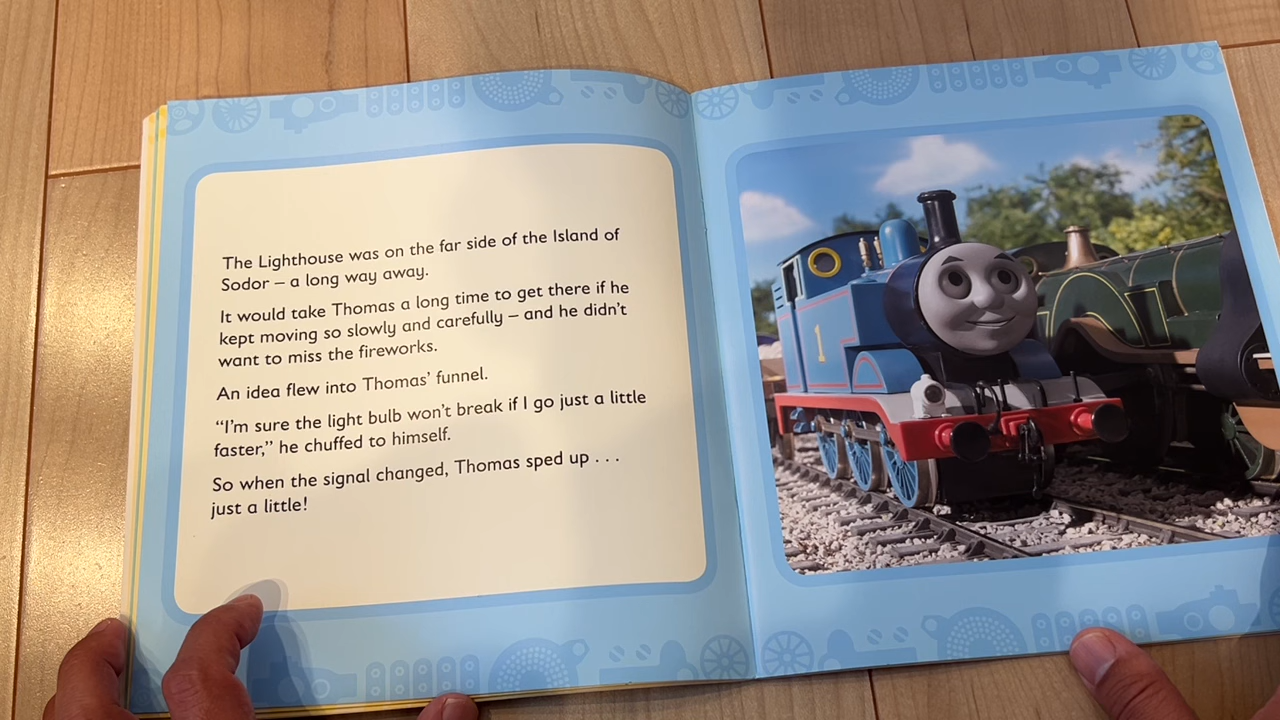 The Lighthouse was on the far side of the Island of
Sodor – a long way away.
It would take Thomas a long time to get there if he
kept moving so slowly and carefully – and he didn't
want to miss the fireworks.
An idea flew into Thomas' funnel.
“I'm sure the light bulb won't break if I go just a little
faster,” he chuffed to himself.
So when the signal changed, Thomas sped up . . .
just a little!
1